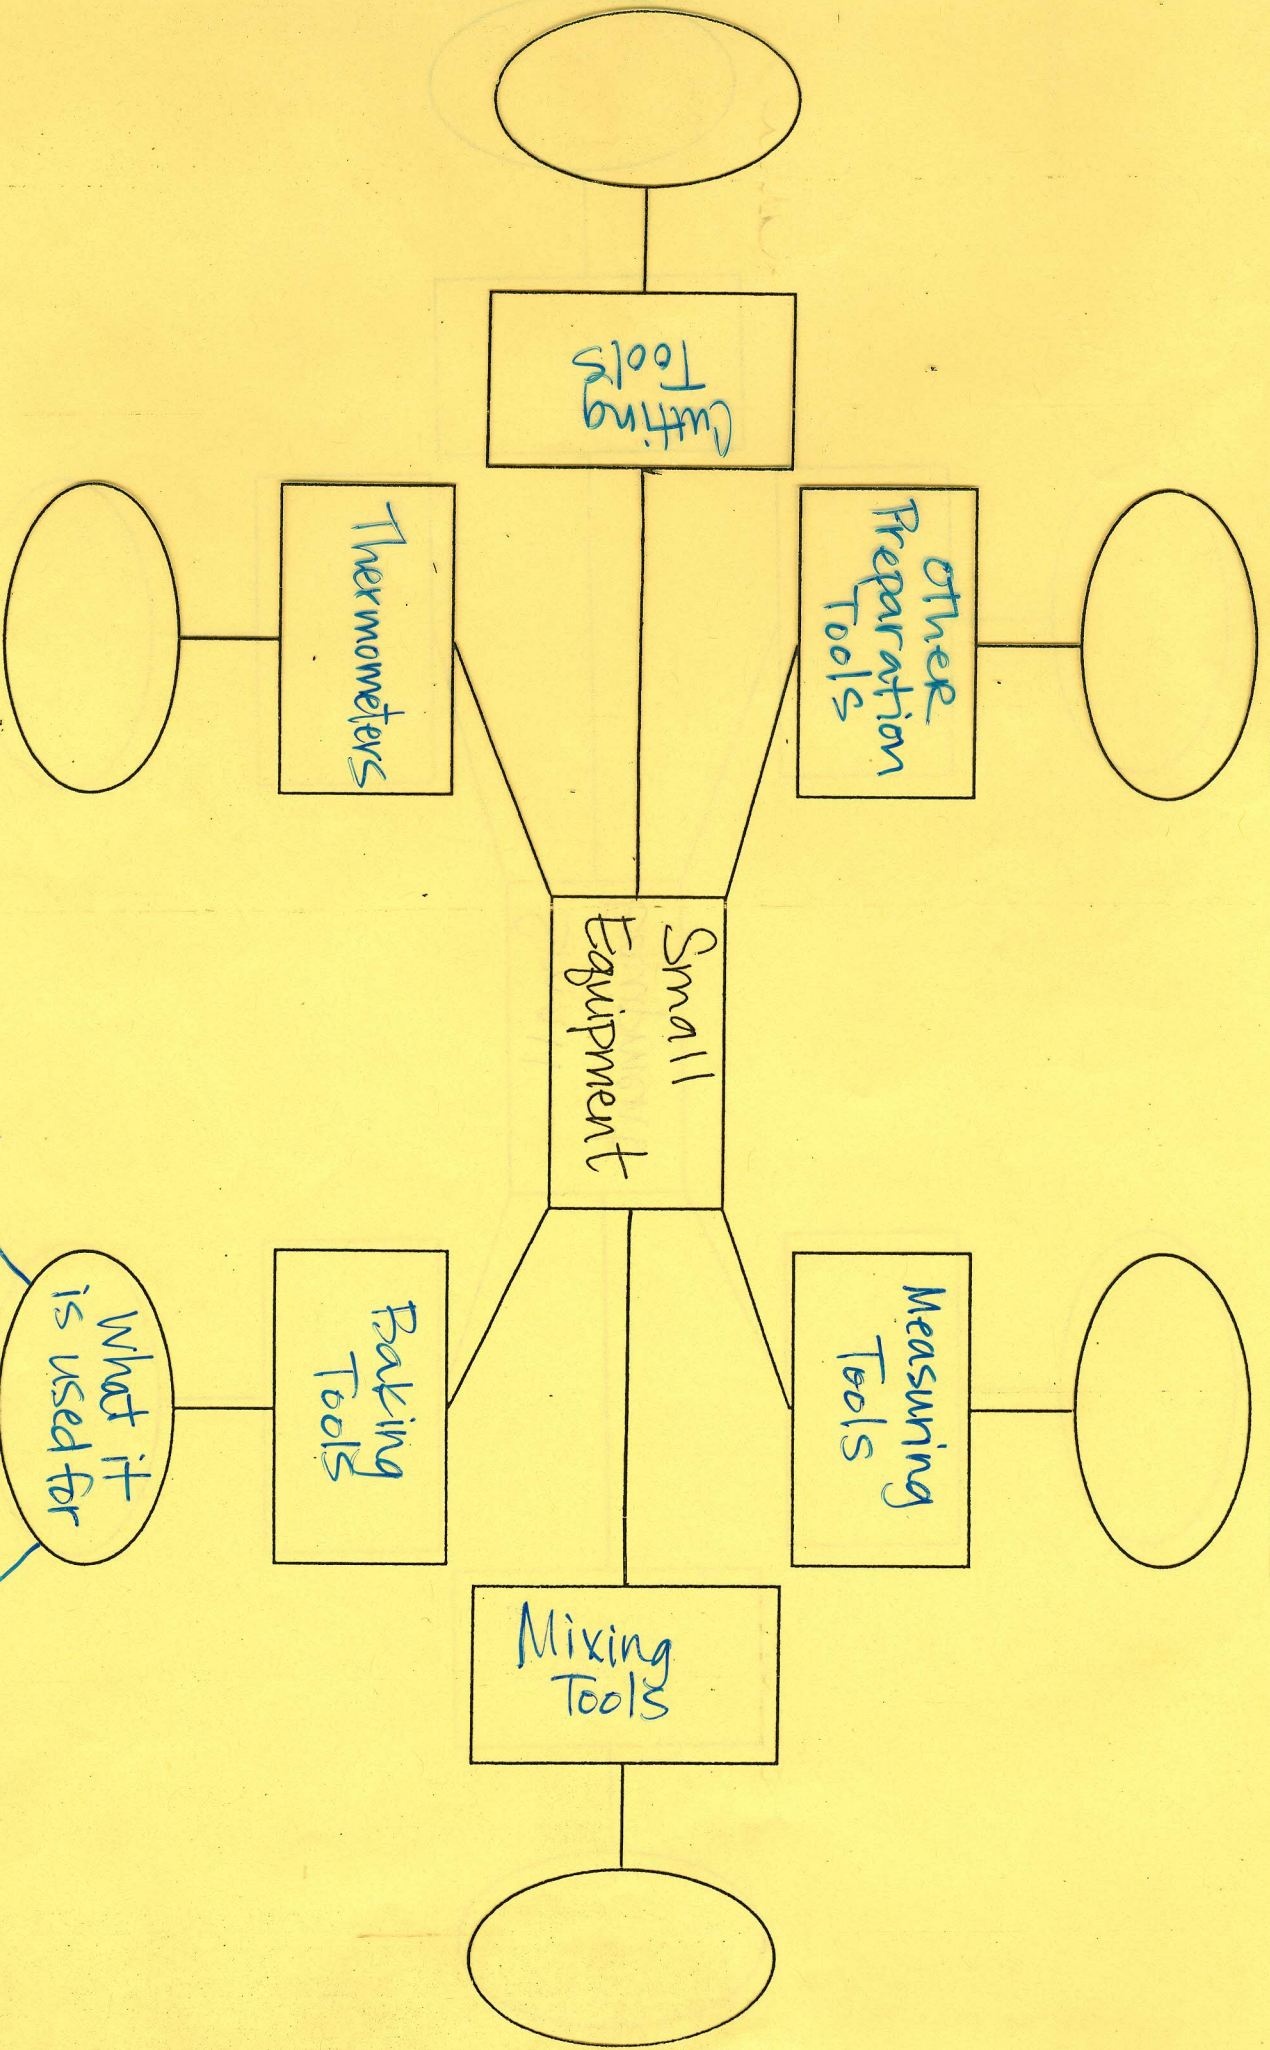 Small
Equipment
Cutting
Tools
Other
Preparation
Tools
Measuring
Tools
Mixing
Tools
Baking
Tools
What it
is used for
Thermometers